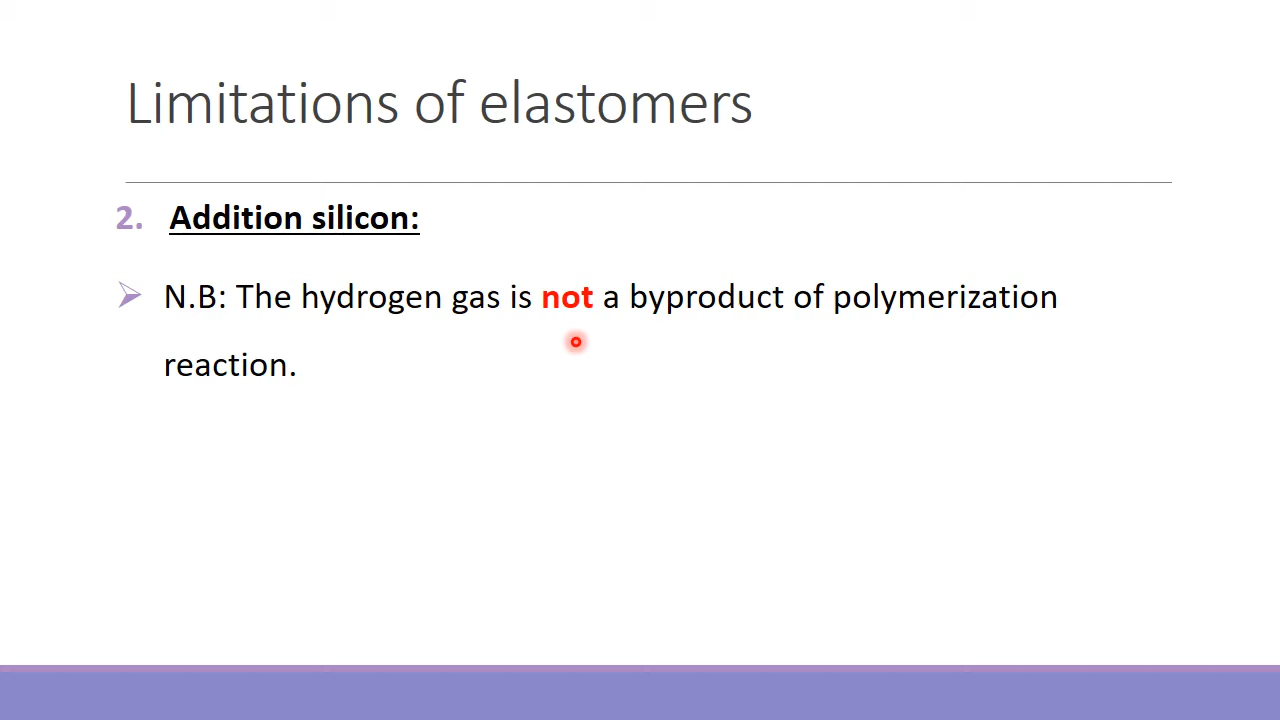 Limitations of elastomers
2. Addition silicon:
N.B: The hydrogen gas is not a byproduct of polymerization
reaction.